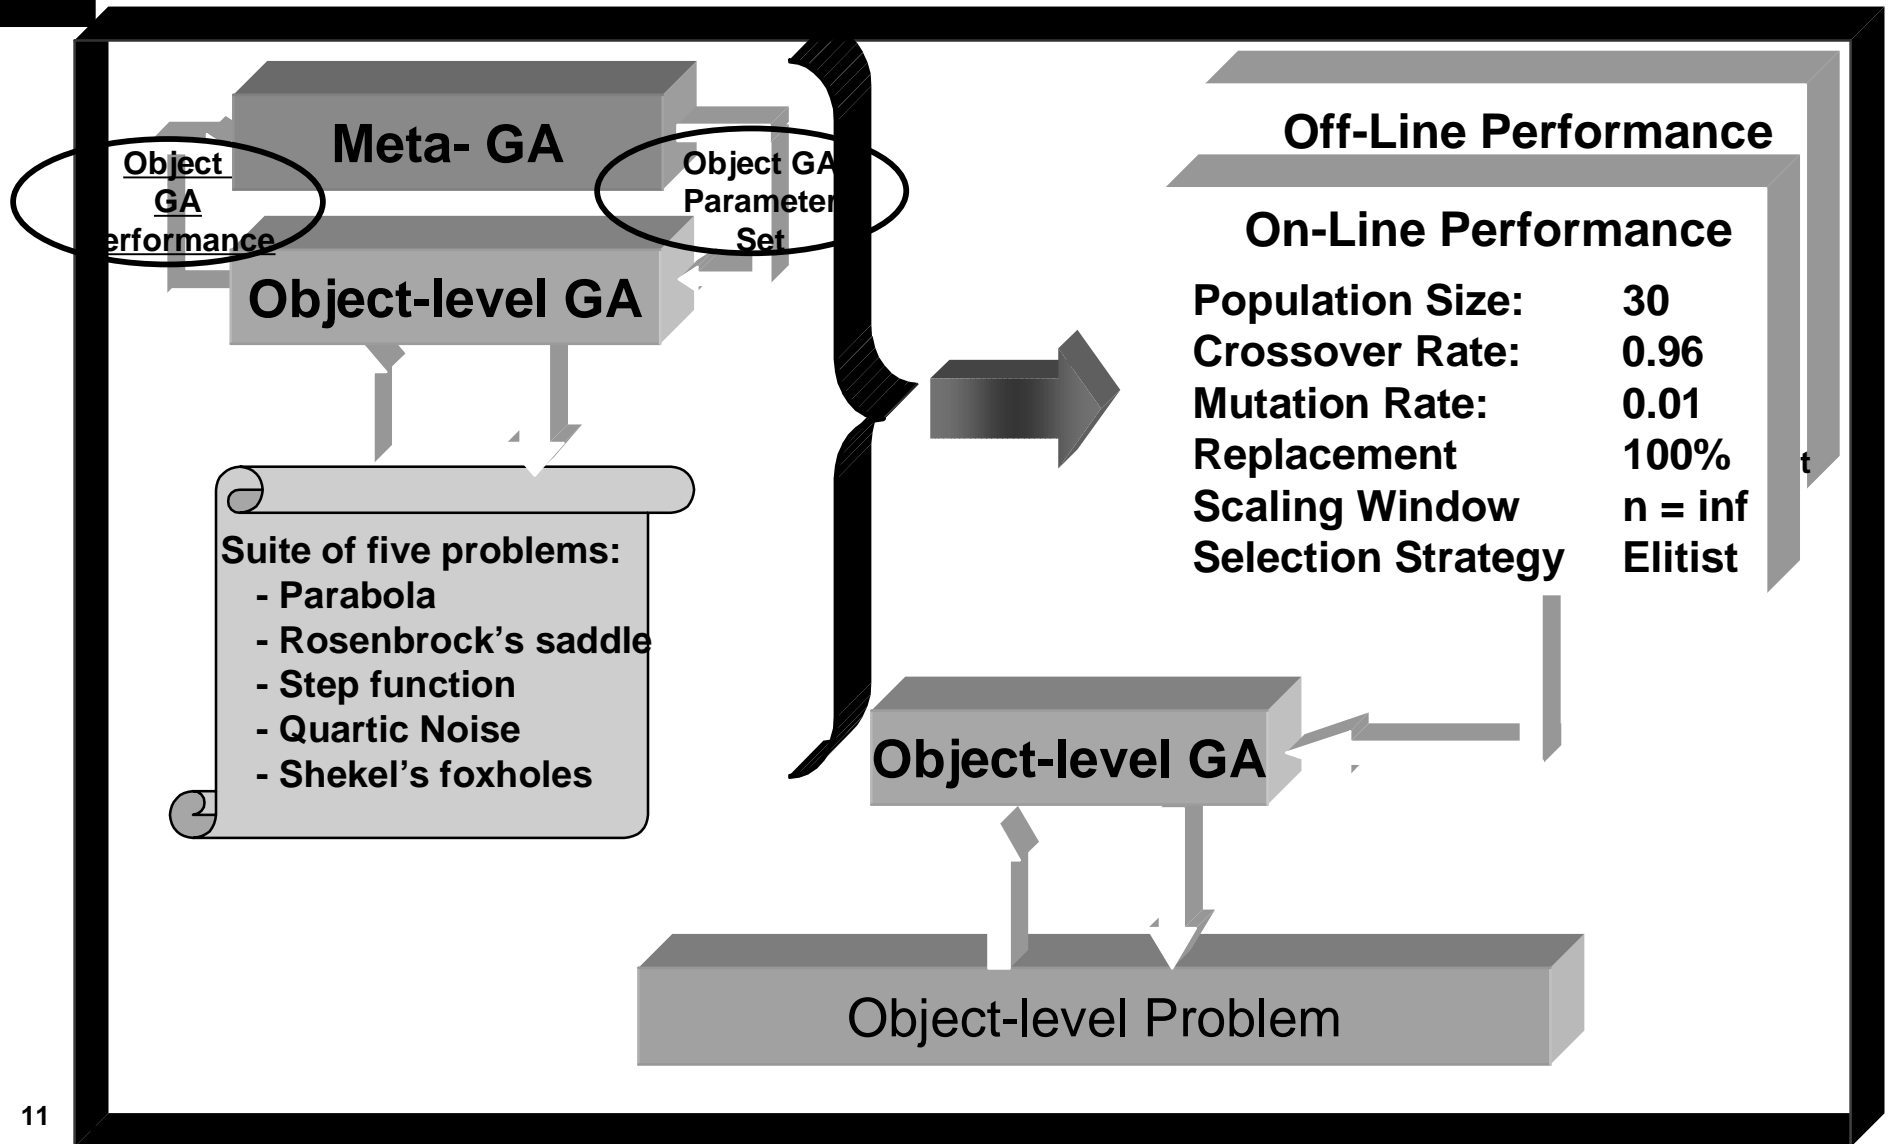 Meta- GA
Object
GA
erformance
Object GA
Parameter
Set
Object-level GA
Suite of five problems:
- Parabola
- Rosenbrock’s saddle
- Step function
- Quartic Noise
- Shekel’s foxholes
Off-Line Performance
On-Line Performance
Population Size: 30
Crossover Rate: 0.96
Mutation Rate: 0.01
Replacement 100%
t
Scaling Window n = inf
Selection Strategy Elitist
Object-level GA
Object-level Problem
11